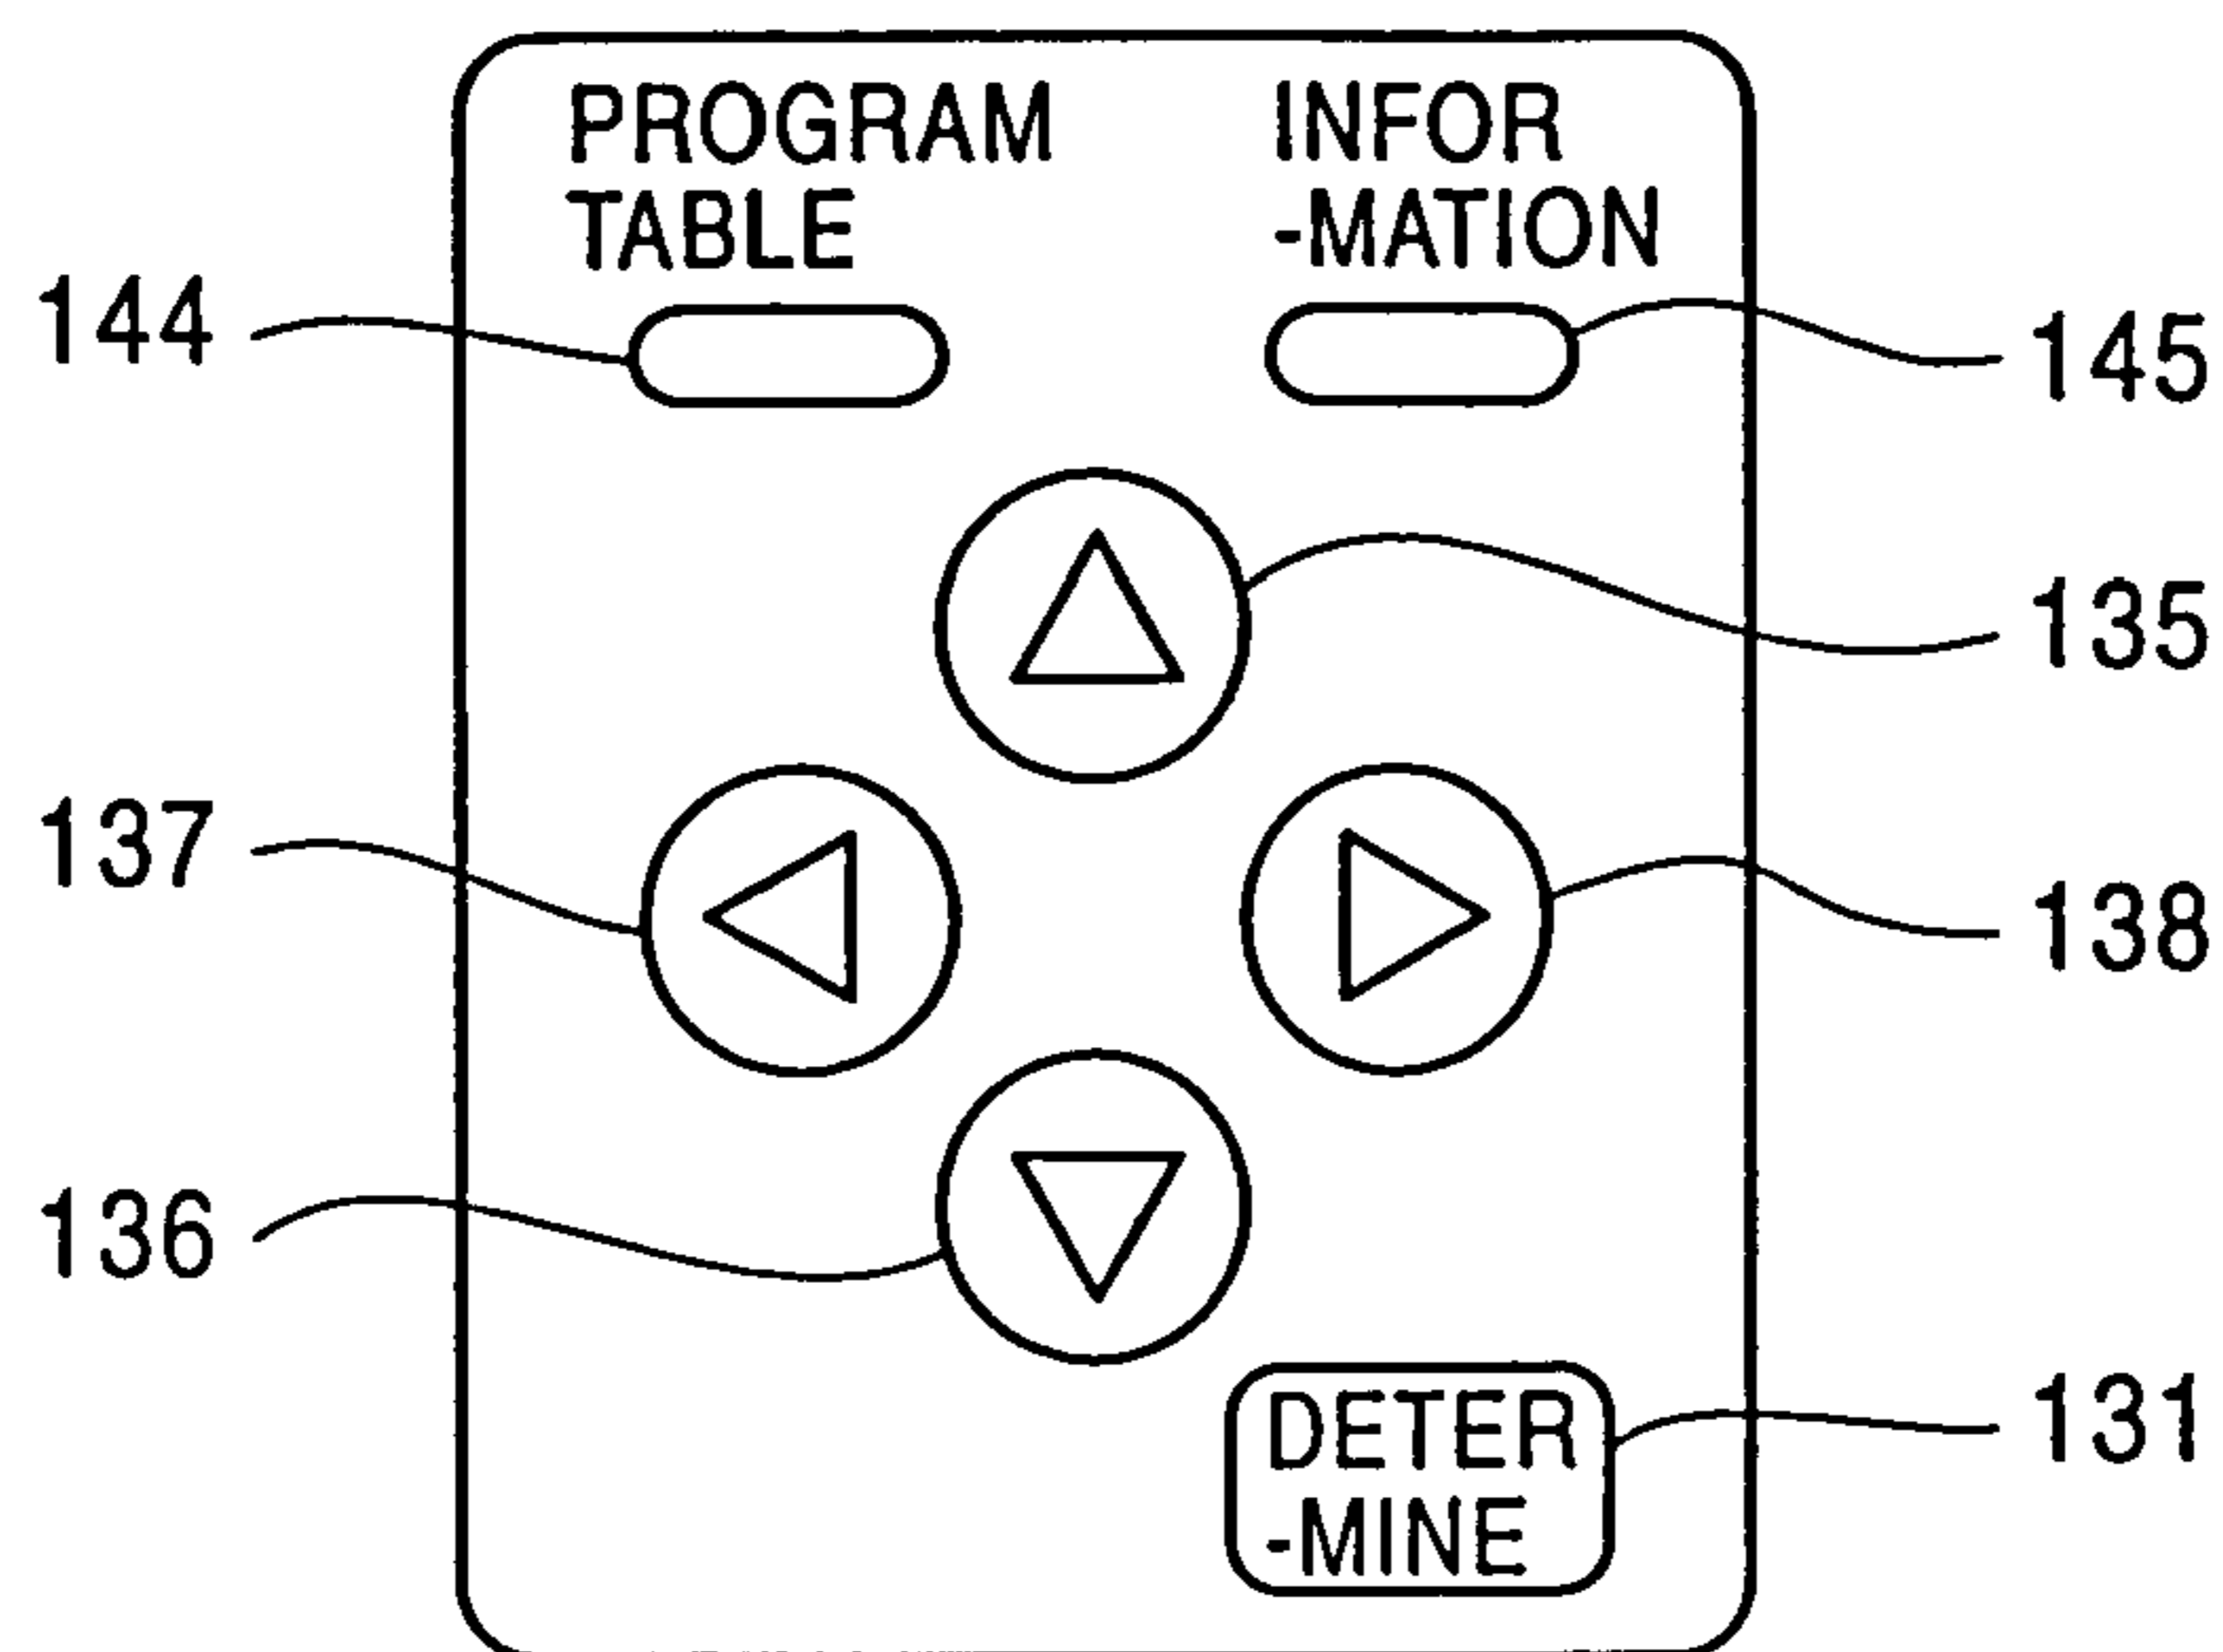 PROGRAM
TABLE
INFOR
-MATION
144
145
135
137
138
136
DETER
-MINE
131